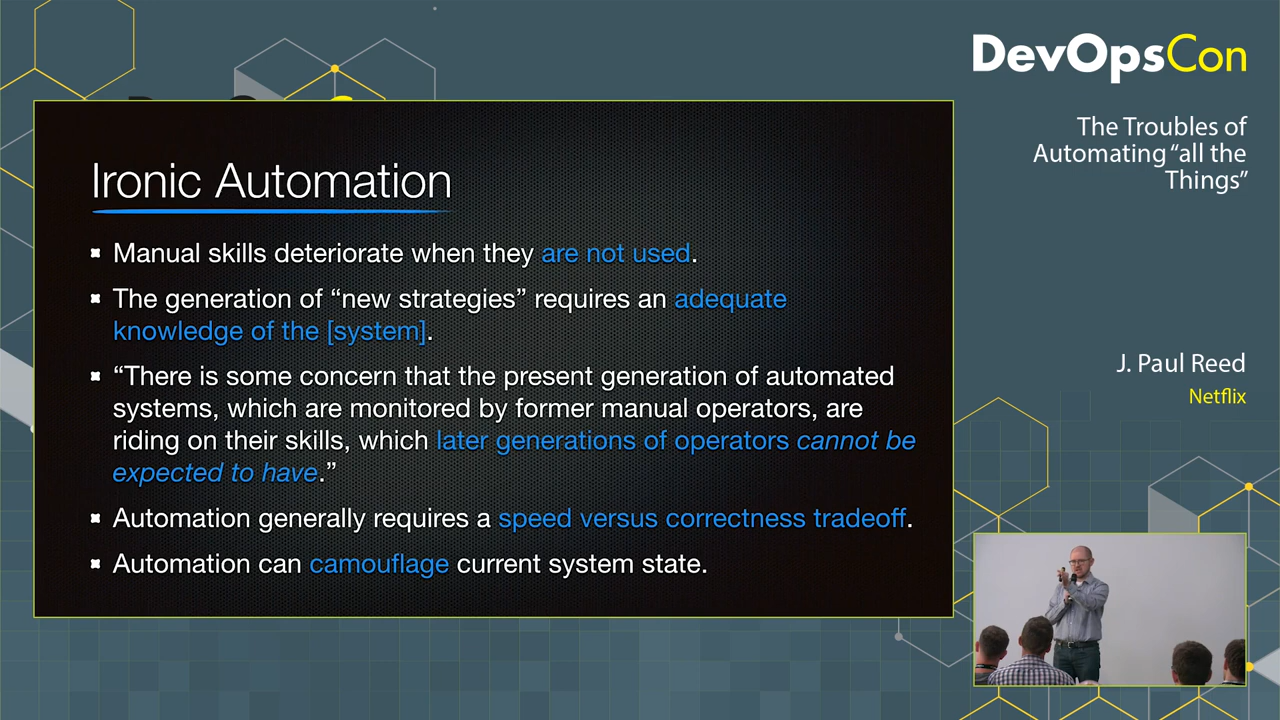 DevOpsCon
The Troubles of
Automating “all the
Things”
Ironic Automation
Manual skills deteriorate when they are not used.
The generation of “new strategies” requires an adequate
knowledge of the [system].
“There is some concern that the present generation of automated
systems, which are monitored by former manual operators, are
riding on their skills, which later generations of operators cannot be
expected to have.”
Automation generally requires a speed versus correctness tradeoff.
Automation can camouflage current system state.
J. Paul Reed
Netflix